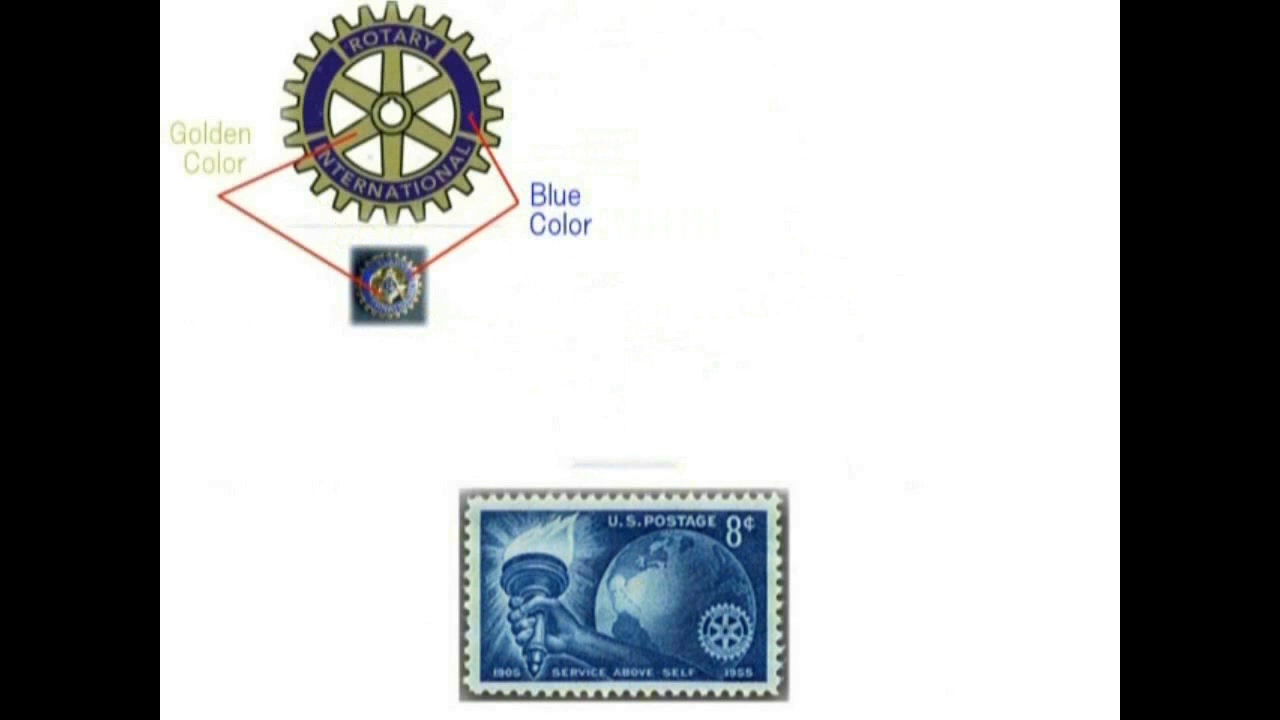 ROTARY
INTERNATIONAL
Golden
Color
Blue
Color
U.S. POSTAGE 8¢
1905 SERVICE ABOVE SELF 1955